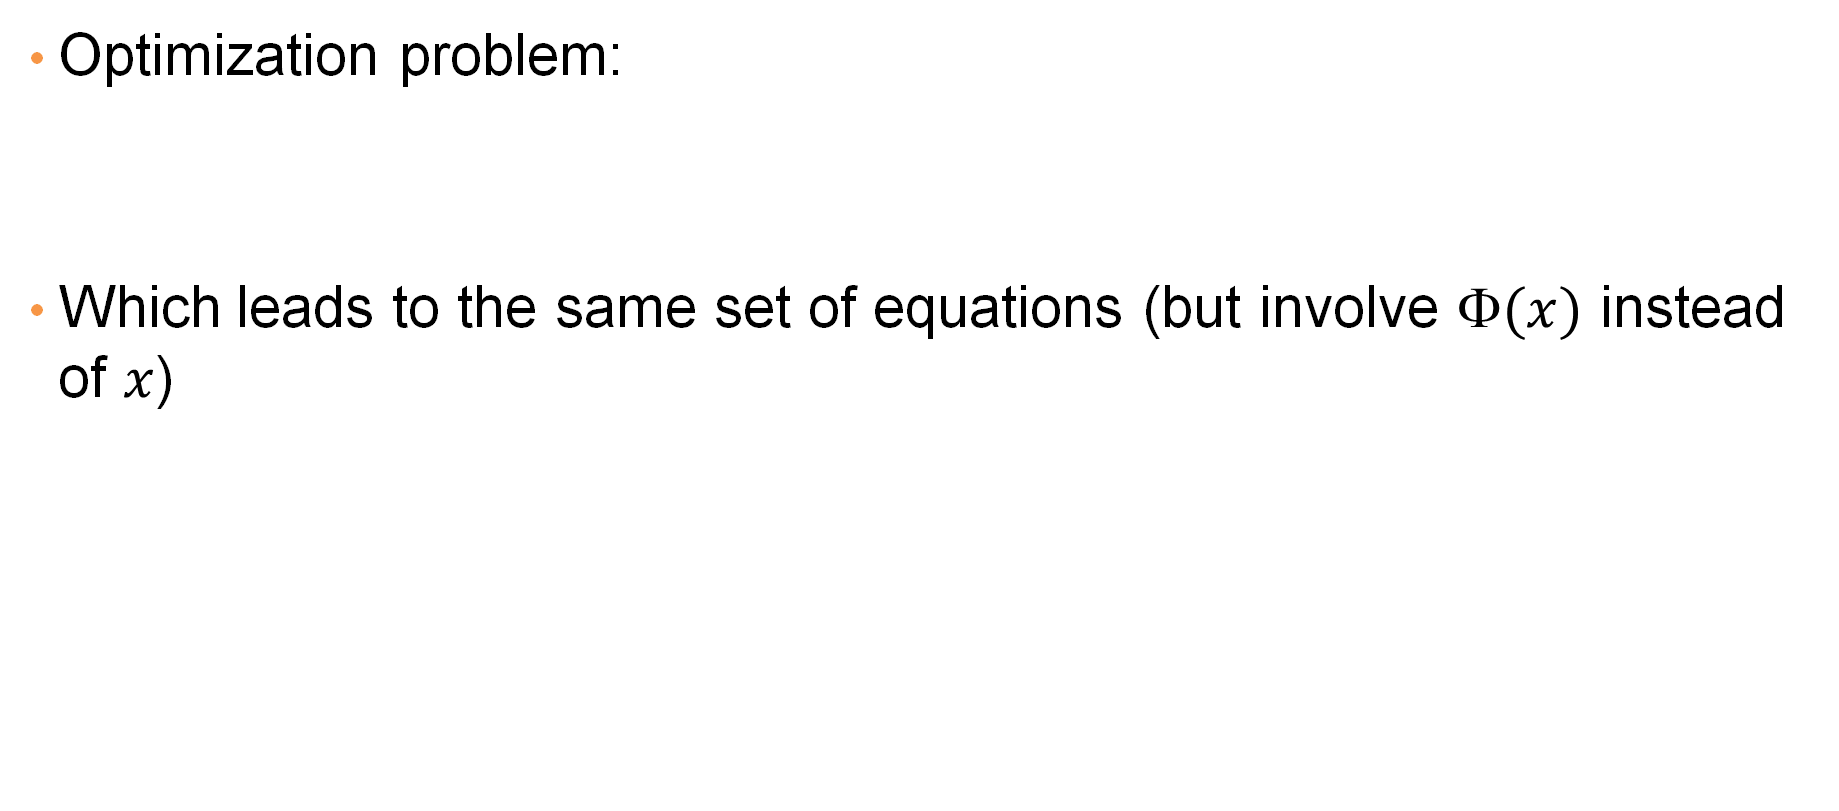 • Optimization problem:
• Which leads to the same set of equations (but involve Φ(x) instead
of x)